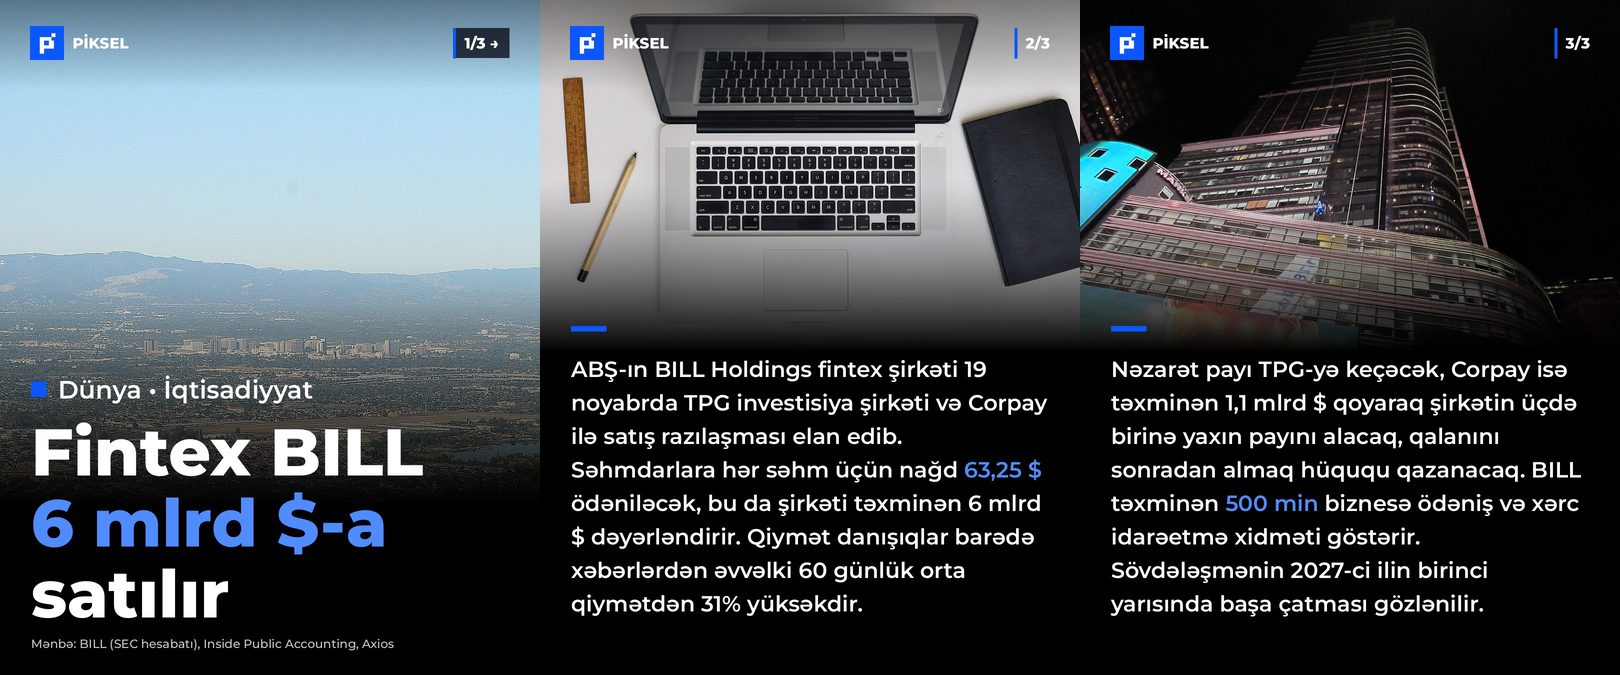 PİKSEL
1/3 →
Dünya • İqtisadiyyat
Fintex BILL
6 mlrd $-a
satılır
Mənbə: BILL (SEC hesabatı), Inside Public Accounting, Axios
PİKSEL
2/3
ABŞ-ın BILL Holdings fintex şirkəti 19
noyabrda TPG investisiya şirkəti və Corpay
ilə satış razılaşması elan edib.
Səhmdarlara hər səhm üçün nağd 63,25 $
ödəniləcək, bu da şirkəti təxminən 6 mlrd
$ dəyərləndirir. Qiymət danışıqlar barədə
xəbərlərdən əvvəlki 60 günlük orta
qiymətdən 31% yüksəkdir.
PİKSEL
3/3
Nəzarət payı TPG-yə keçəcək, Corpay isə
təxminən 1,1 mlrd $ qoyaraq şirkətin üçdə
birinə yaxın payını alacaq, qalanını
sonradan almaq hüququ qazanacaq. BILL
təxminən 500 min biznesə ödəniş və xərc
idarəetmə xidməti göstərir.
Sövdələşmənin 2027-ci ilin birinci
yarısında başa çatması gözlənilir.